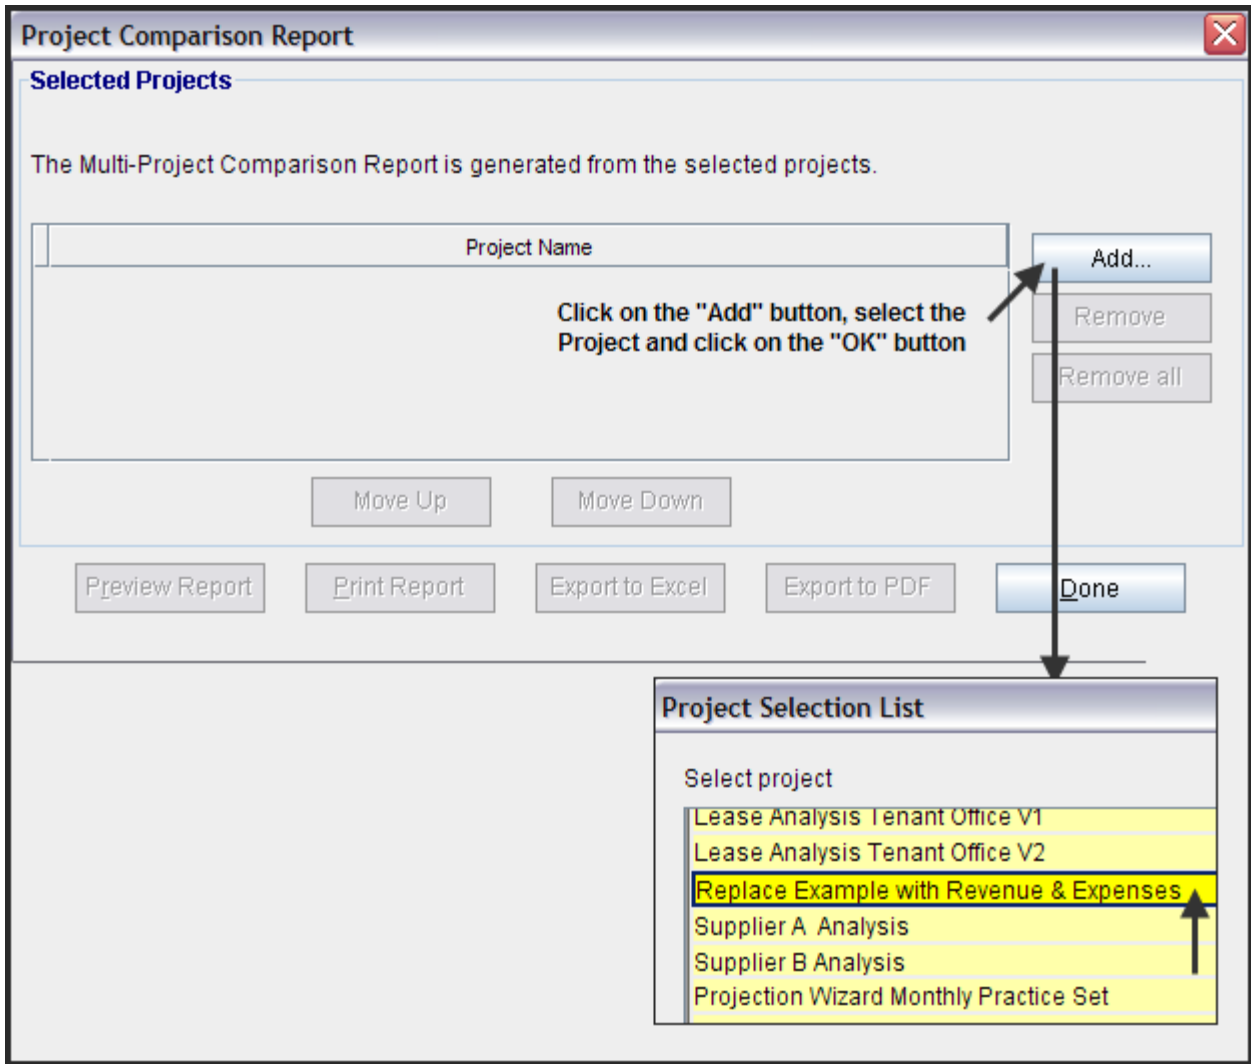 Project Comparison Report
Selected Projects
The Multi-Project Comparison Report is generated from the selected projects.
Project Name
Add...
Click on the "Add" button, select the
Project and click on the "OK" button
Remove
Remove all
Move Up
Move Down
Preview Report
Print Report
Export to Excel
Export to PDF
Done
Project Selection List
Select project
Lease Analysis Tenant Office V1
Lease Analysis Tenant Office V2
Replace Example with Revenue & Expenses
Supplier A  Analysis
Supplier B Analysis
Projection Wizard Monthly Practice Set